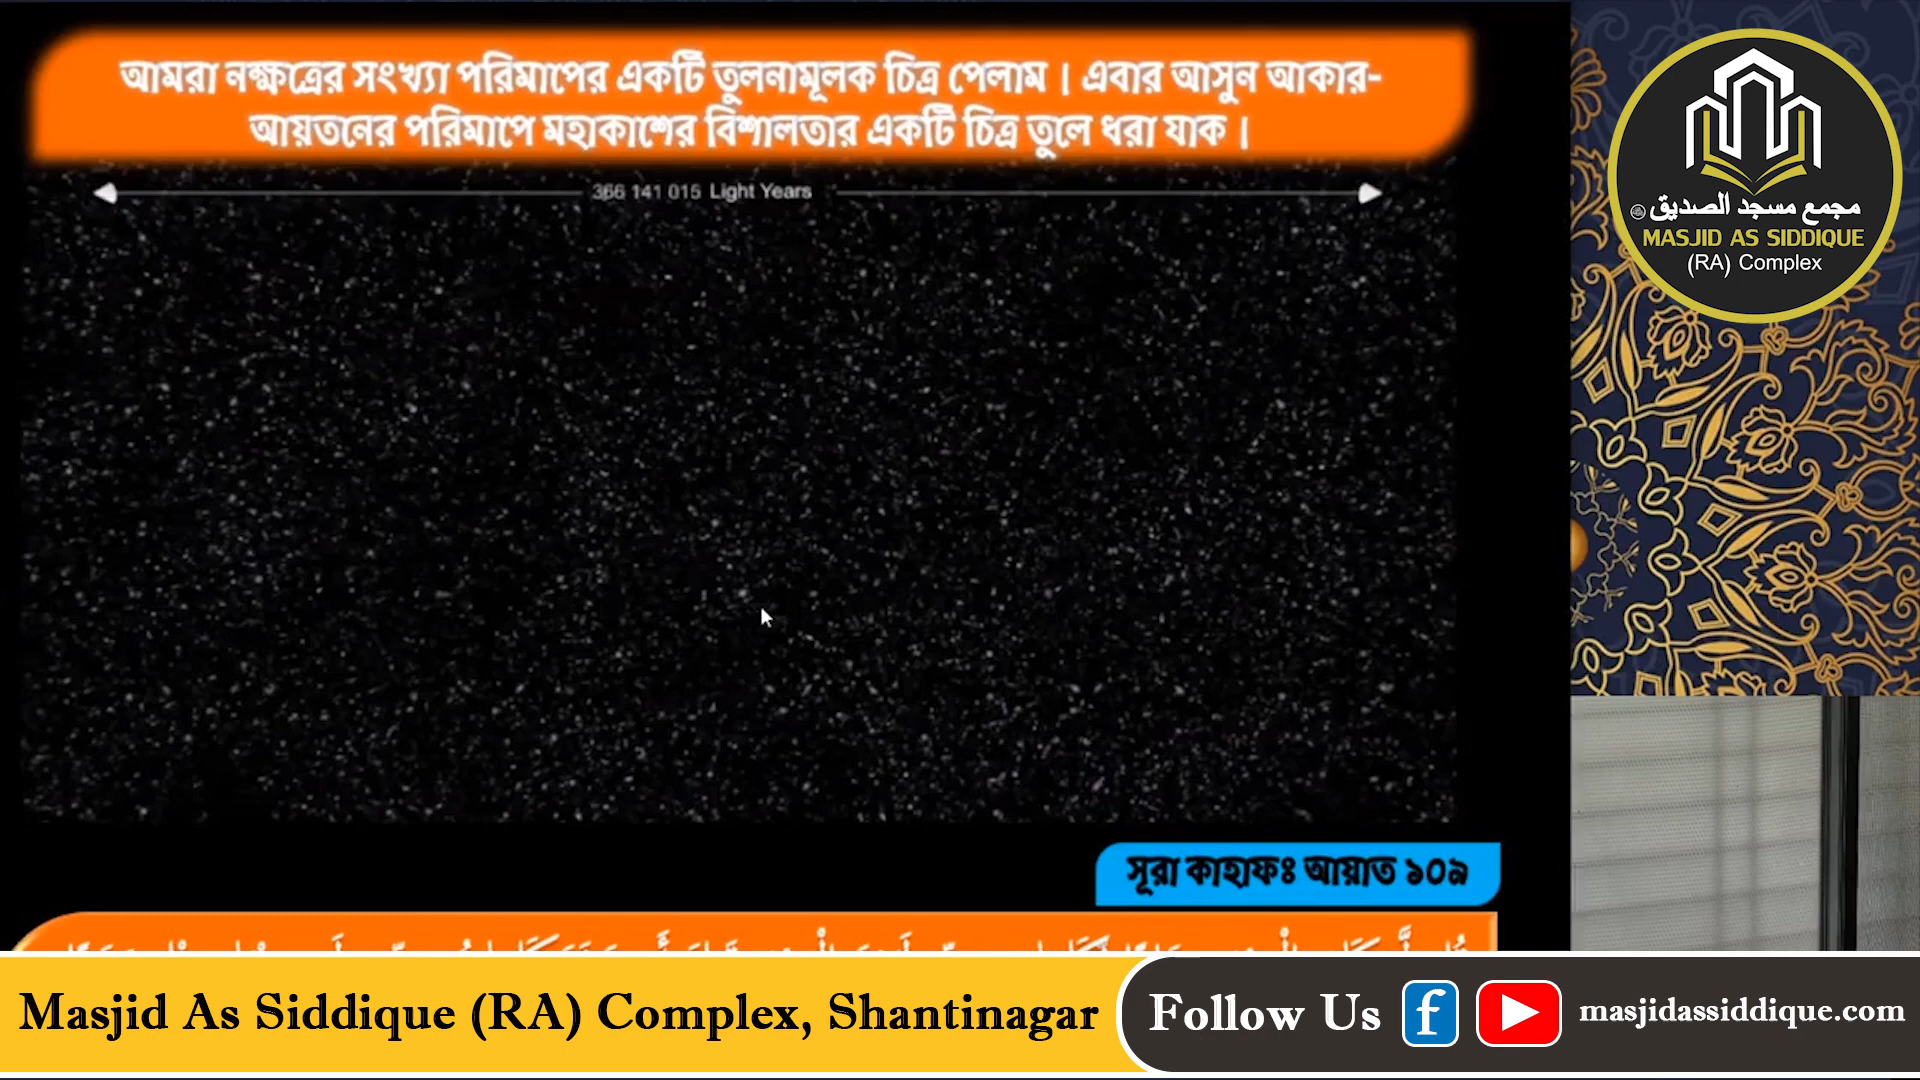 আমরা নক্ষত্রের সংখ্যা পরিমাপের একটি তুলনামূলক চিত্র পেলাম । এবার আসুন আকার-
আয়তনের পরিমাপে মহাকাশের বিশালতার একটি চিত্র তুলে ধরা যাক ।
366 141 015 Light Years
مجمع مسجد الصديق
MASJID AS SIDDIQUE
(RA) Complex
সূরা কাহাফঃ আয়াত ১০৯
Masjid As Siddique (RA) Complex, Shantinagar
Follow Us
masjidassiddique.com